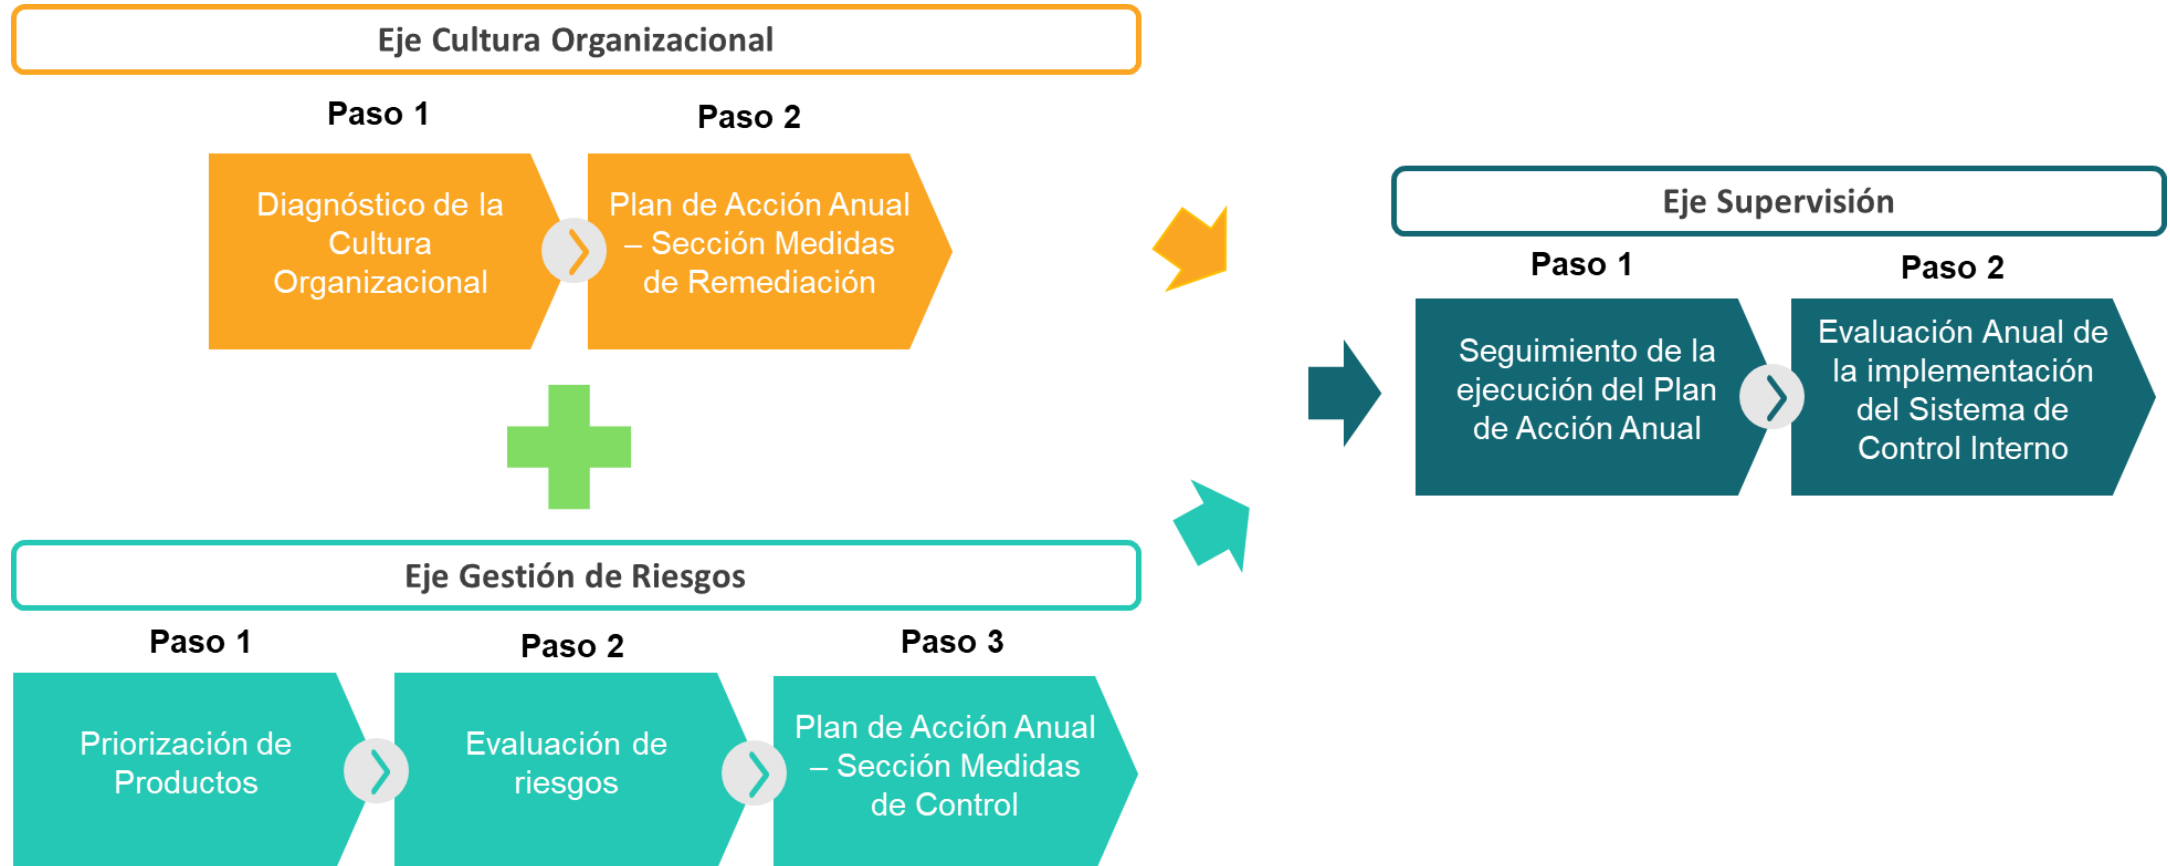 Eje Cultura Organizacional
Paso 1
Diagnóstico de la
Cultura
Organizacional
Paso 2
Plan de Acción Anual
– Sección Medidas
de Remediación
Eje Gestión de Riesgos
Paso 1
Priorización de
Productos
Paso 2
Evaluación de
riesgos
Paso 3
Plan de Acción Anual
– Sección Medidas
de Control
Eje Supervisión
Paso 1
Seguimiento de la
ejecución del Plan
de Acción Anual
Paso 2
Evaluación Anual de
la implementación
del Sistema de
Control Interno